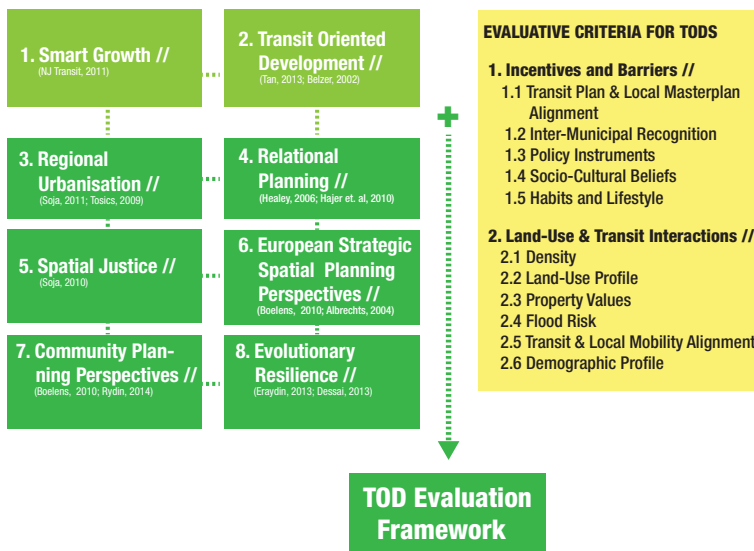 1. Smart Growth //
(NJ Transit, 2011)
2. Transit Oriented
Development //
(Tan, 2013; Belzer, 2002)
3. Regional
Urbanisation //
(Soja, 2011; Tosics, 2009)
4. Relational
Planning //
(Healey, 2006; Hajer et. al, 2010)
5. Spatial Justice //
(Soja, 2010)
6. European Strategic
Spatial Planning
Perspectives //
(Boelens, 2010; Albrechts, 2004)
7. Community Plan-
ning Perspectives //
(Boelens, 2010; Rydin, 2014)
8. Evolutionary
Resilience //
(Eraydin, 2013; Dessai, 2013)
+
EVALUATIVE CRITERIA FOR TODS
1. Incentives and Barriers //
1.1 Transit Plan & Local Masterplan
Alignment
1.2 Inter-Municipal Recognition
1.3 Policy Instruments
1.4 Socio-Cultural Beliefs
1.5 Habits and Lifestyle
2. Land-Use & Transit Interactions //
2.1 Density
2.2 Land-Use Profile
2.3 Property Values
2.4 Flood Risk
2.5 Transit & Local Mobility Alignment
2.6 Demographic Profile
TOD Evaluation
Framework